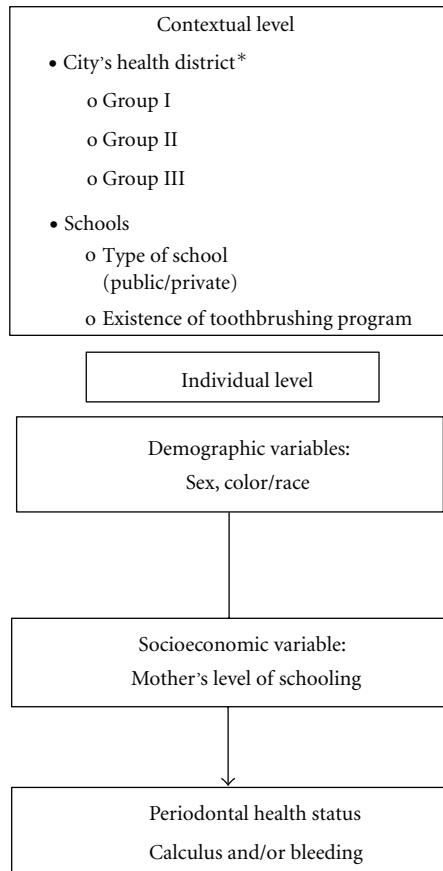 Contextual level
• City's health district*
o Group I
o Group II
o Group III
• Schools
o Type of school
(public/private)
o Existence of toothbrushing program
Individual level
Demographic variables:
Sex, color/race
Socioeconomic variable:
Mother's level of schooling
Periodontal health status
Calculus and/or bleeding